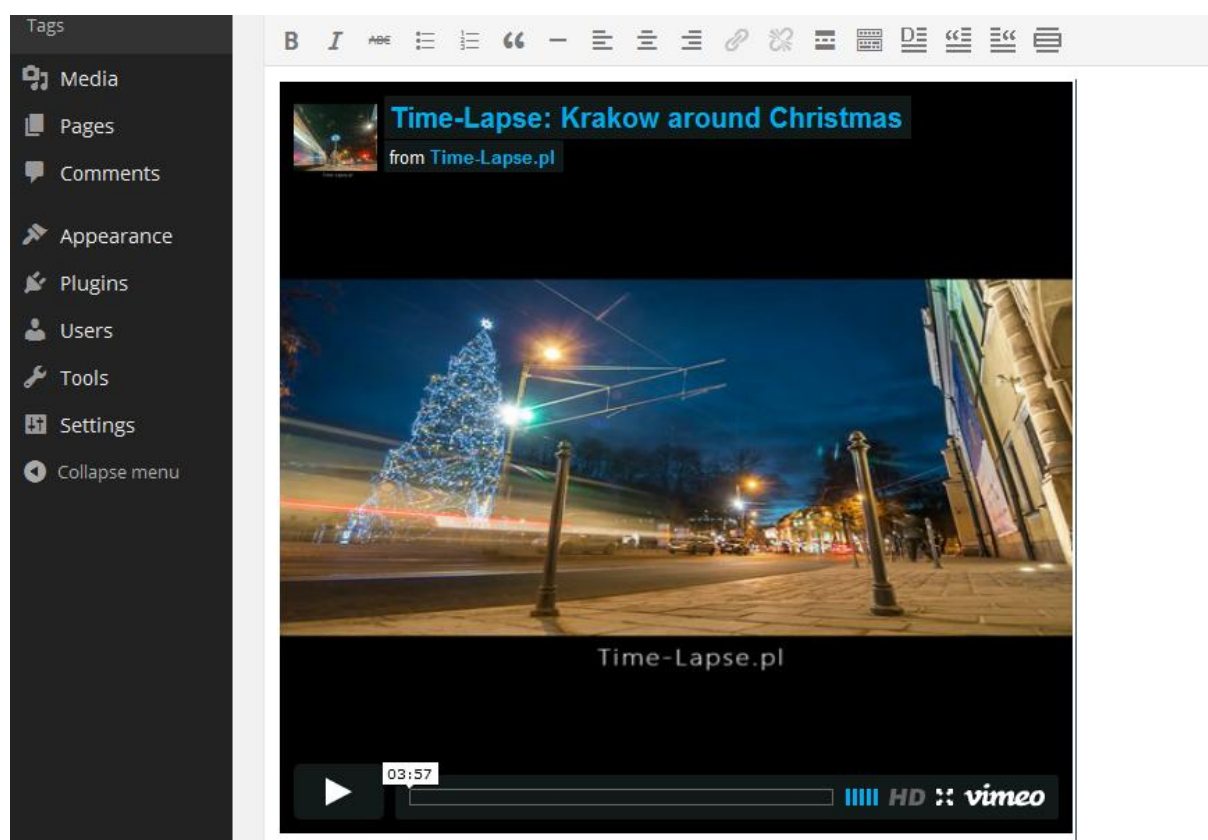 Tags
Media
Pages
Comments
Appearance
Plugins
Users
Tools
Settings
Collapse menu
B I ABE
Time-Lapse: Krakow around Christmas
from Time-Lapse.pl
Time-Lapse.pl
03:57
HD vimeo